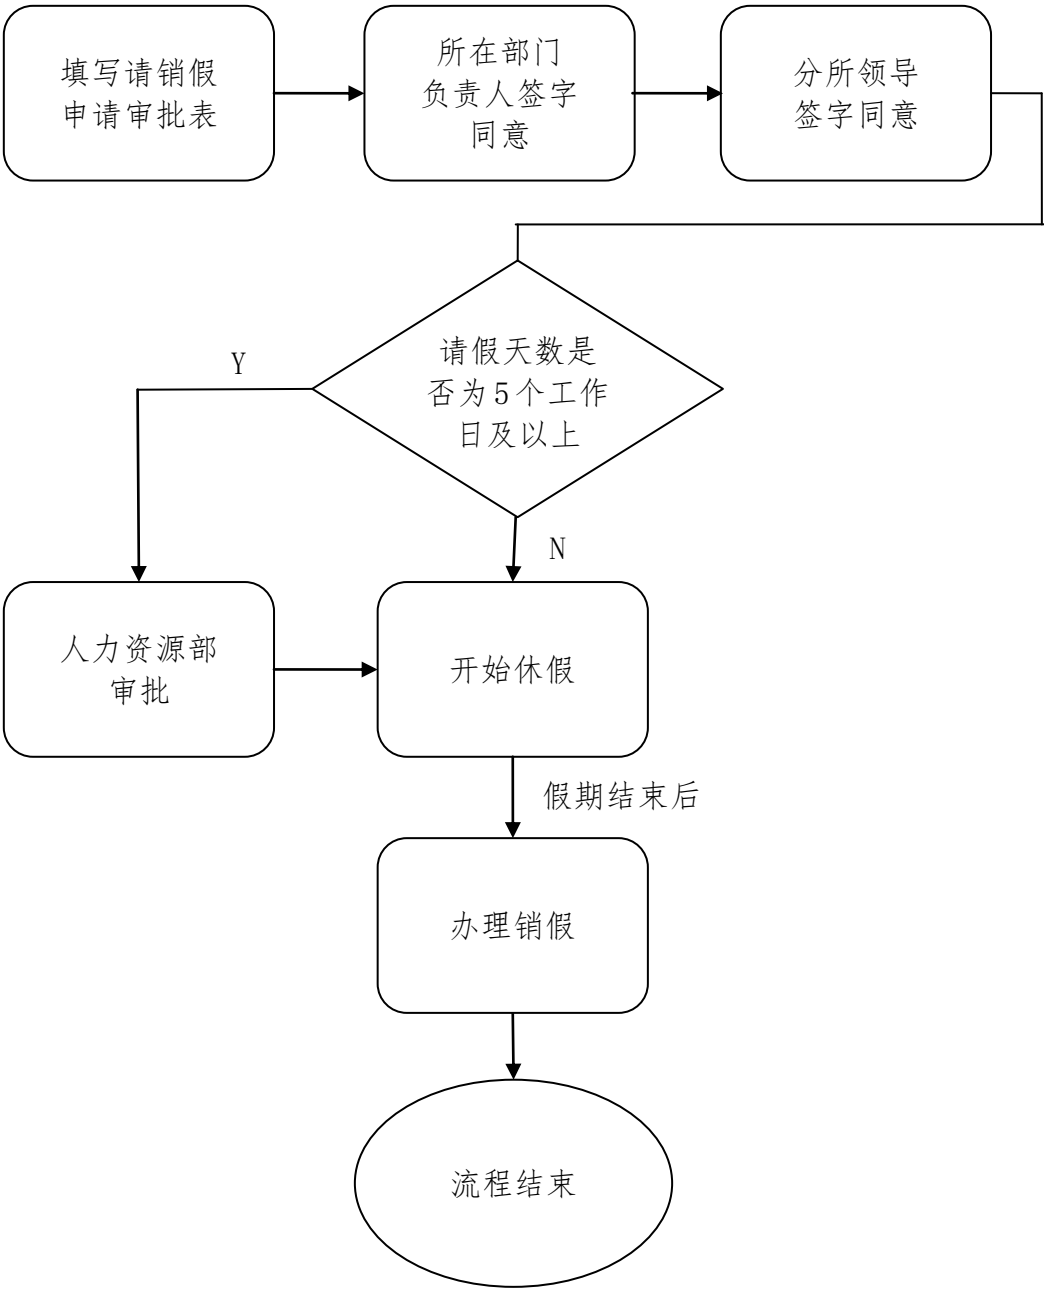 填写请销假
申请审批表
所在部门
负责人签字
同意
分所领导
签字同意
请假天数是
否为5个工作
日及以上
Y
N
人力资源部
审批
开始休假
假期结束后
办理销假
流程结束